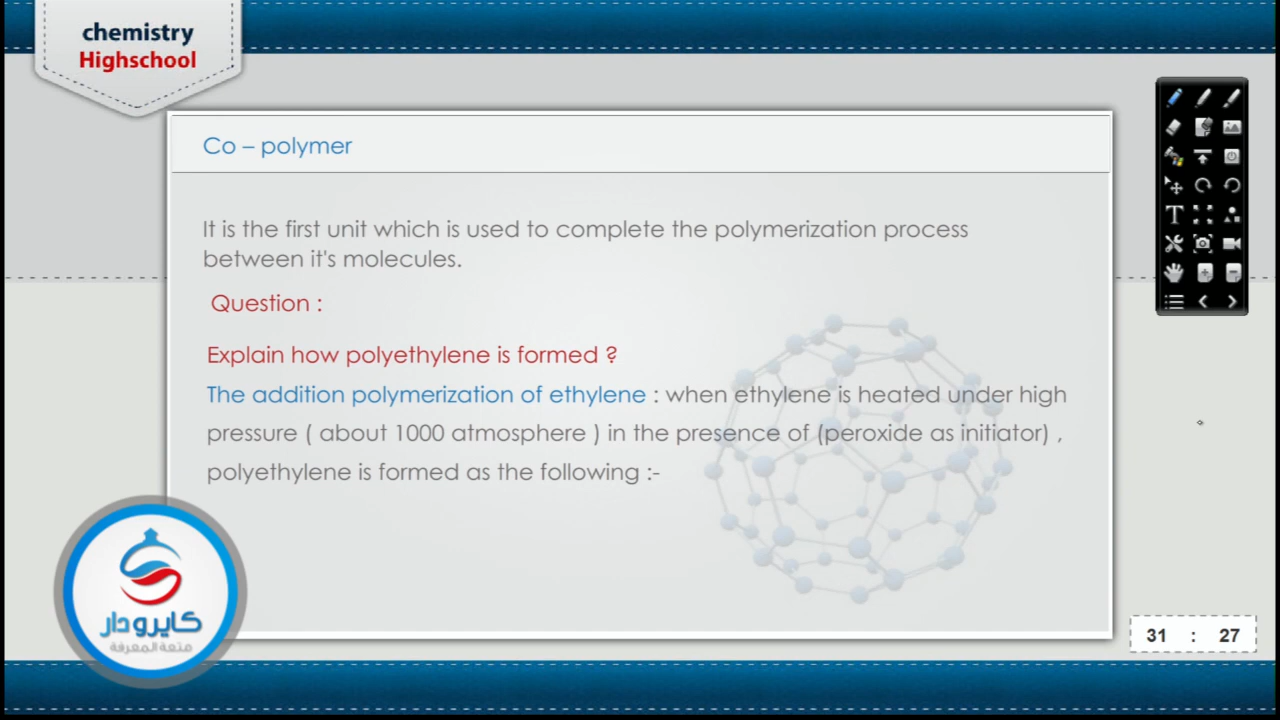 chemistry
Highschool
Co – polymer
It is the first unit which is used to complete the polymerization process
between it's molecules.
Question :
Explain how polyethylene is formed ?
The addition polymerization of ethylene : when ethylene is heated under high
pressure ( about 1000 atmosphere ) in the presence of (peroxide as initiator) ,
polyethylene is formed as the following :-
كايرودار
متعة المعرفة
31 : 27